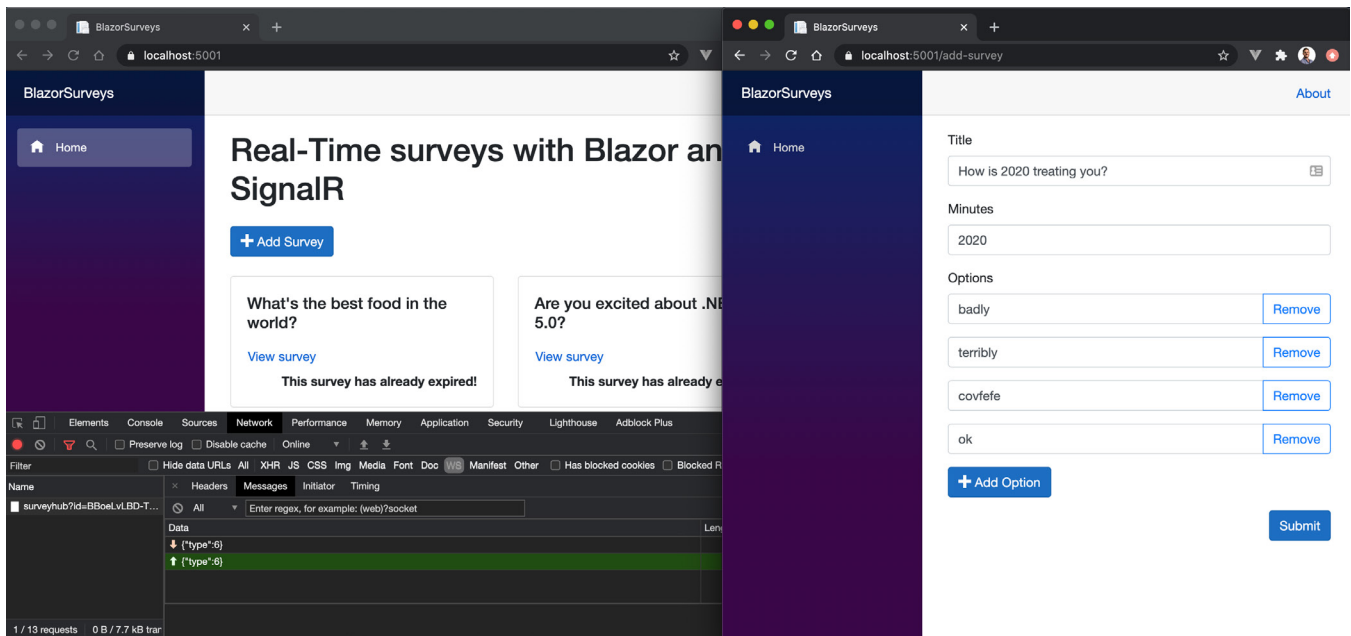 BlazorSurveys
localhost:5001
BlazorSurveys
Home
Real-Time surveys with Blazor an
SignalR
Add Survey
What's the best food in the
world?
View survey
This survey has already expired!
Are you excited about .NE
5.0?
View survey
This survey has already e
Elements Console Sources Network Performance Memory Application Security Lighthouse Adblock Plus
Preserve log Disable cache Online
Filter Hide data URLs All XHR JS CSS Img Media Font Doc WS Manifest Other Has blocked cookies Blocked R
Name Headers Messages Initiator Timing
surveyhub?id=BBoeLvLBD-T... All Enter regex, for example: (web)?socket
Data Len
{"type":6}
{"type":6}
1 / 13 requests 0 B / 7.7 kB tran
BlazorSurveys
localhost:5001/add-survey
BlazorSurveys
About
Home
Title
How is 2020 treating you?
Minutes
2020
Options
badly Remove
terribly Remove
covfefe Remove
ok Remove
Add Option
Submit